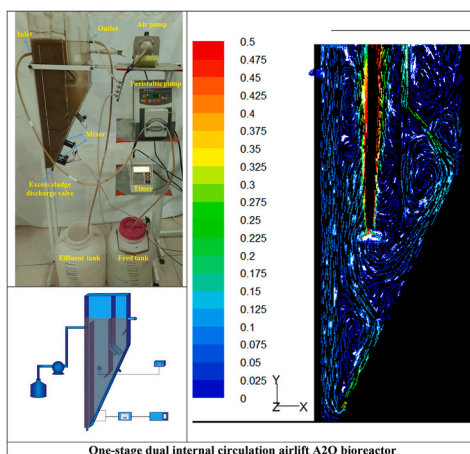 Inlet
Outlet
Air pump
Peristaltic pump
Mixer
Excess sludge
discharge valve
Timer
Effluent tank
Feed tank
0.5
0.475
0.45
0.425
0.4
0.375
0.35
0.325
0.3
0.275
0.25
0.225
0.2
0.175
0.15
0.125
0.1
0.075
0.05
0.025
0
Y
Z
X
One-stage dual internal circulation airlift A2O bioreactor